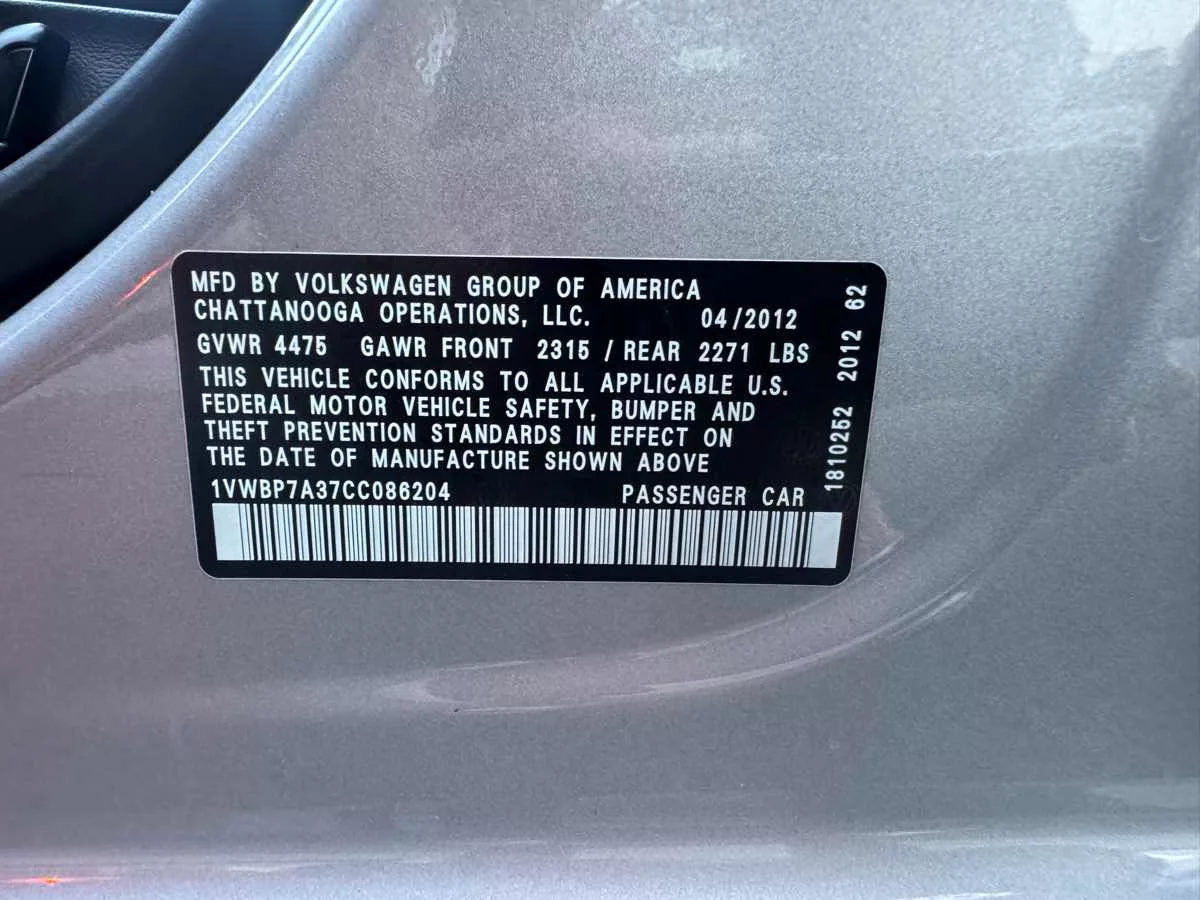 MFD BY VOLKSWAGEN GROUP OF AMERICA
CHATTANOOGA OPERATIONS, LLC. 04/2012
GVWR 4475 GAWR FRONT 2315 / REAR 2271 LBS
THIS VEHICLE CONFORMS TO ALL APPLICABLE U.S.
FEDERAL MOTOR VEHICLE SAFETY, BUMPER AND
THEFT PREVENTION STANDARDS IN EFFECT ON
THE DATE OF MANUFACTURE SHOWN ABOVE
1VWBP7A37CC086204 PASSENGER CAR
1810252 2012 62